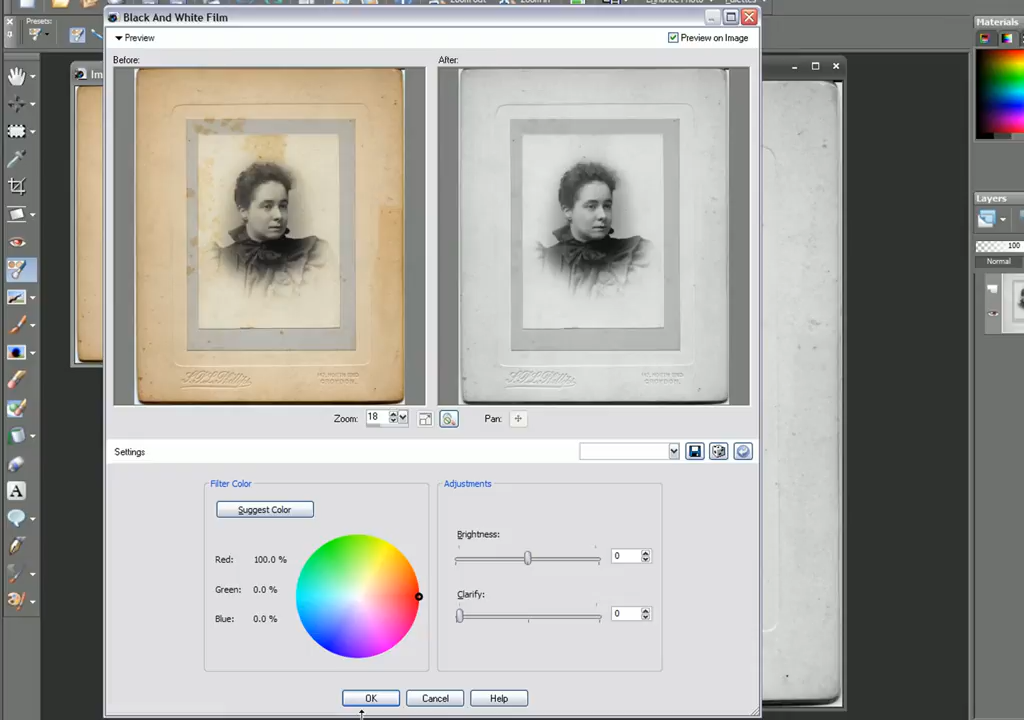 Presets:
Black And White Film
Preview
Preview on Image
Before:
After:
Zoom: 18
Pan:
Settings
Filter Color
Suggest Color
Red: 100.0 %
Green: 0.0 %
Blue: 0.0 %
Adjustments
Brightness:
0
Clarify:
0
OK
Cancel
Help
Im
Materials
Layers
100
Normal
A